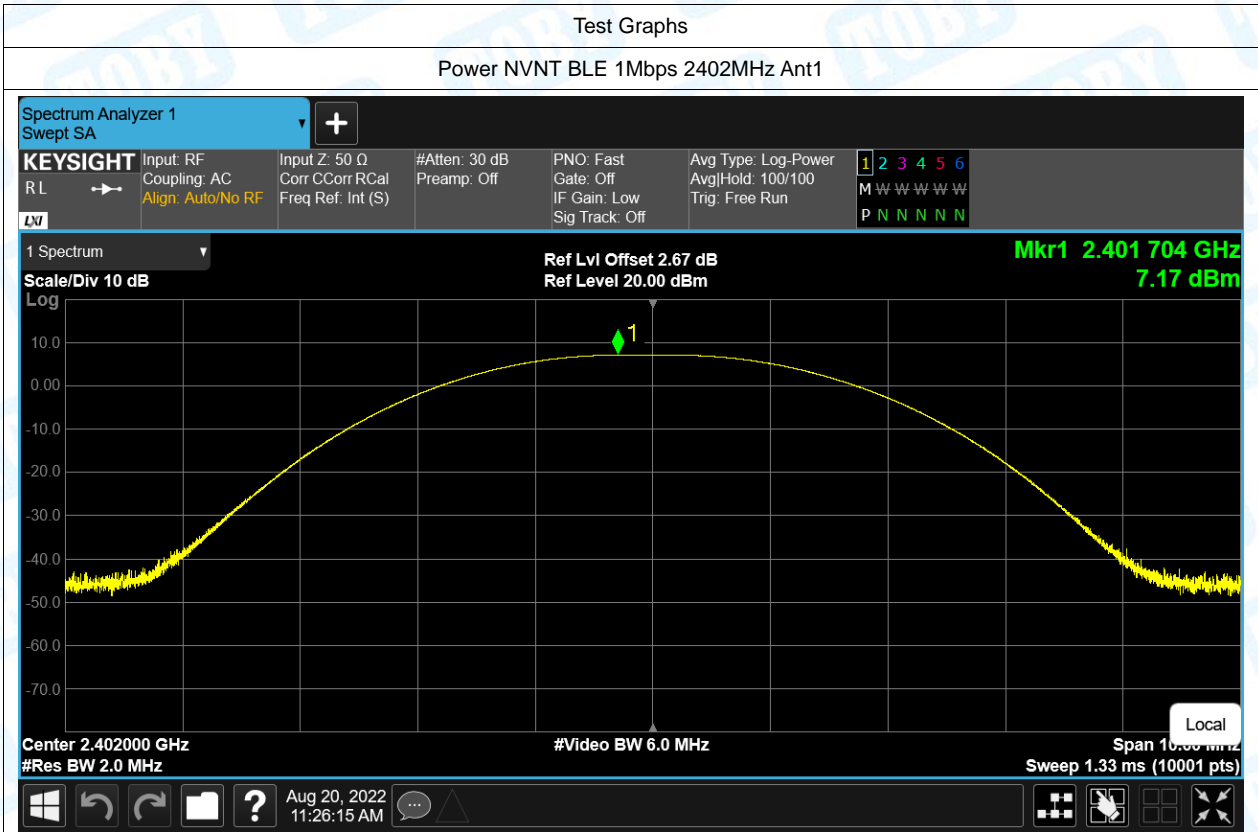 Test Graphs
Power NVNT BLE 1Mbps 2402MHz Ant1
Spectrum Analyzer 1
Swept SA
KEYSIGHT
R L
LXI
Input: RF
Coupling: AC
Align: Auto/No RF
Input Z: 50 Ω
Corr CCorr RCal
Freq Ref: Int (S)
#Atten: 30 dB
Preamp: Off
PNO: Fast
Gate: Off
IF Gain: Low
Sig Track: Off
Avg Type: Log-Power
Avg|Hold: 100/100
Trig: Free Run
1 2 3 4 5 6
M W W W W W
P N N N N N
1 Spectrum
Scale/Div 10 dB
Ref Lvl Offset 2.67 dB
Ref Level 20.00 dBm
Mkr1 2.401 704 GHz
7.17 dBm
Log
1
10.0
0.00
-10.0
-20.0
-30.0
-40.0
-50.0
-60.0
-70.0
Local
Center 2.402000 GHz
#Video BW 6.0 MHz
Span 10.00 MHz
#Res BW 2.0 MHz
Sweep 1.33 ms (10001 pts)
?
Aug 20, 2022
11:26:15 AM
TOBY